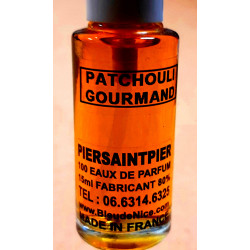 PATCHOULI
GOURMAND
PIERSAINTPIER
100 EAUX DE PARFUM
15ml FABRICANT 80%
TEL : 06.6314.6325
www.BleudeNice.com
MADE IN FRANCE